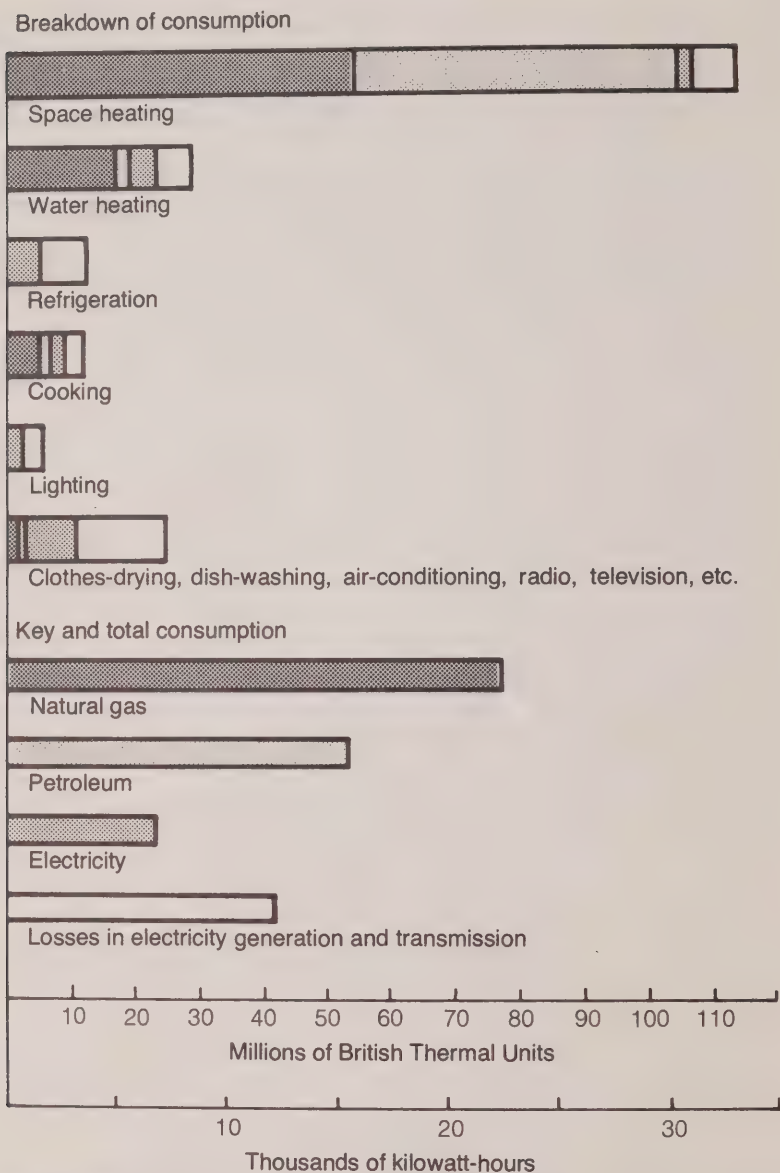 Breakdown of consumption
Space heating
Water heating
Refrigeration
Cooking
Lighting
Clothes-drying, dish-washing, air-conditioning, radio, television, etc.
Key and total consumption
Natural gas
Petroleum
Electricity
Losses in electricity generation and transmission
10 20 30 40 50 60 70 80 90 100 110
Millions of British Thermal Units
10 20 30
Thousands of kilowatt-hours